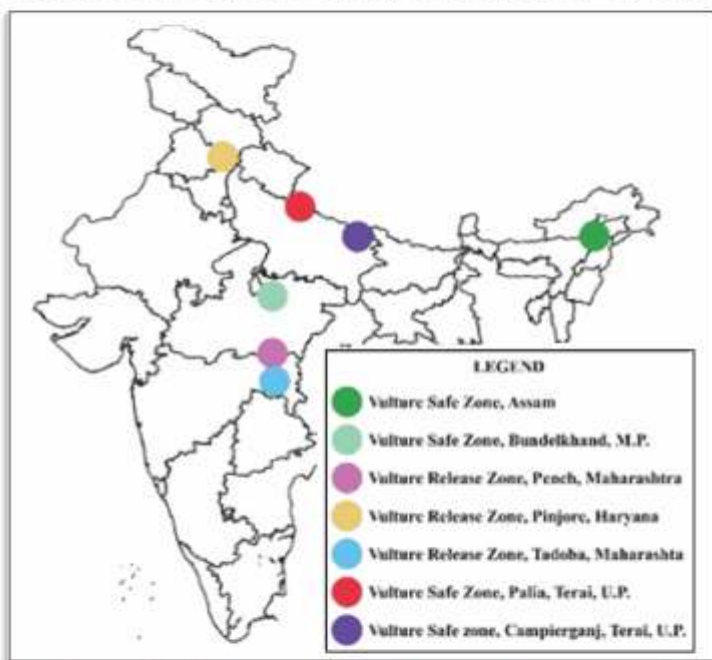 LEGEND
Vulture Safe Zone, Assam
Vulture Safe Zone, Bundelkhand, M.P.
Vulture Release Zone, Pench, Maharashtra
Vulture Release Zone, Pinjore, Haryana
Vulture Release Zone, Tadoba, Maharashta
Vulture Safe Zone, Palia, Terai, U.P.
Vulture Safe zone, Campierganj, Terai, U.P.